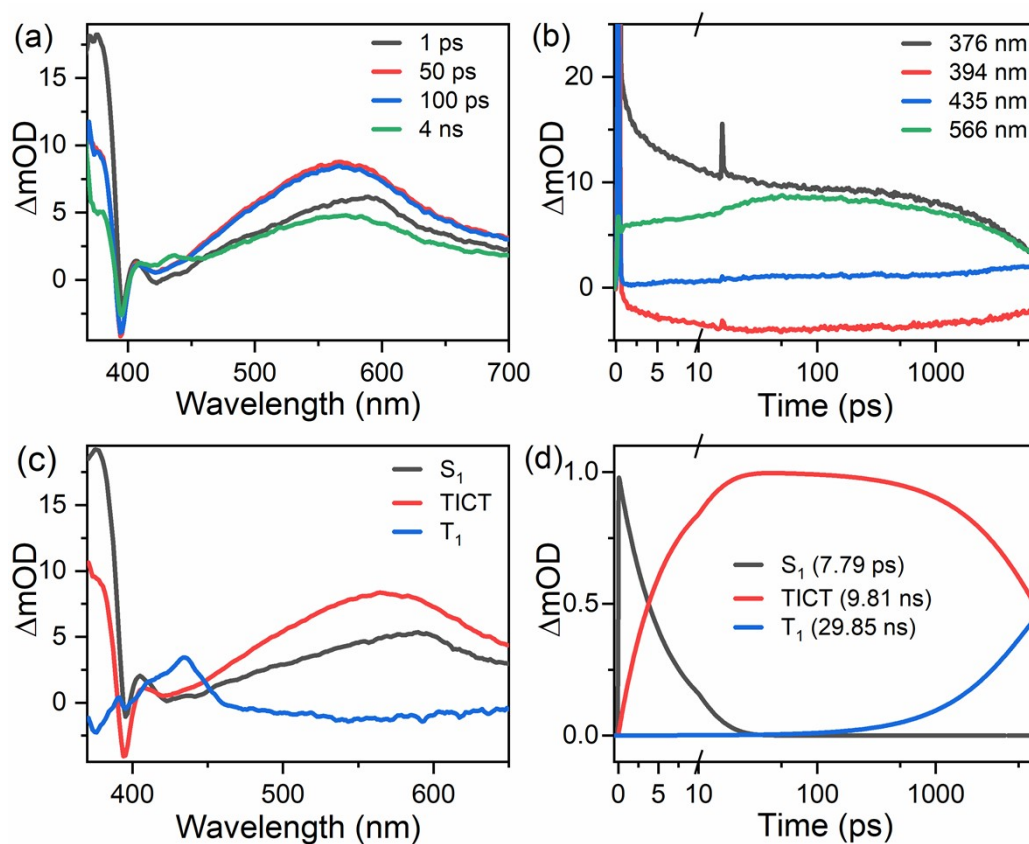 (a)
1 ps
50 ps
100 ps
4 ns
ΔmOD
15
10
5
0
400
500
600
700
Wavelength (nm)
(b)
376 nm
394 nm
435 nm
566 nm
ΔmOD
20
10
0
0
5
10
100
1000
Time (ps)
(c)
S₁
TICT
T₁
ΔmOD
15
10
5
0
400
500
600
Wavelength (nm)
(d)
S₁ (7.79 ps)
TICT (9.81 ns)
T₁ (29.85 ns)
ΔmOD
1.0
0.5
0.0
0
5
10
100
1000
Time (ps)